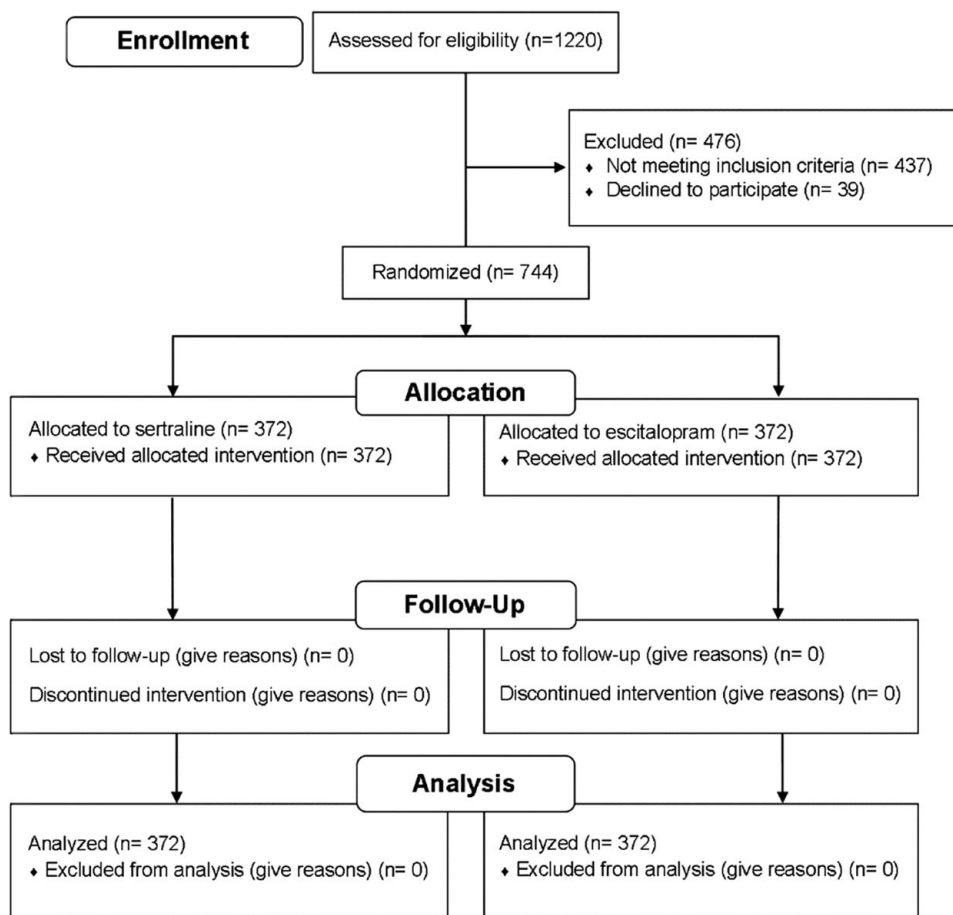 Enrollment
Assessed for eligibility (n=1220)
Excluded (n= 476)
♦ Not meeting inclusion criteria (n= 437)
♦ Declined to participate (n= 39)
Randomized (n= 744)
Allocation
Allocated to sertraline (n= 372)
♦ Received allocated intervention (n= 372)
Allocated to escitalopram (n= 372)
♦ Received allocated intervention (n= 372)
Follow-Up
Lost to follow-up (give reasons) (n= 0)
Discontinued intervention (give reasons) (n= 0)
Lost to follow-up (give reasons) (n= 0)
Discontinued intervention (give reasons) (n= 0)
Analysis
Analyzed (n= 372)
♦ Excluded from analysis (give reasons) (n= 0)
Analyzed (n= 372)
♦ Excluded from analysis (give reasons) (n= 0)